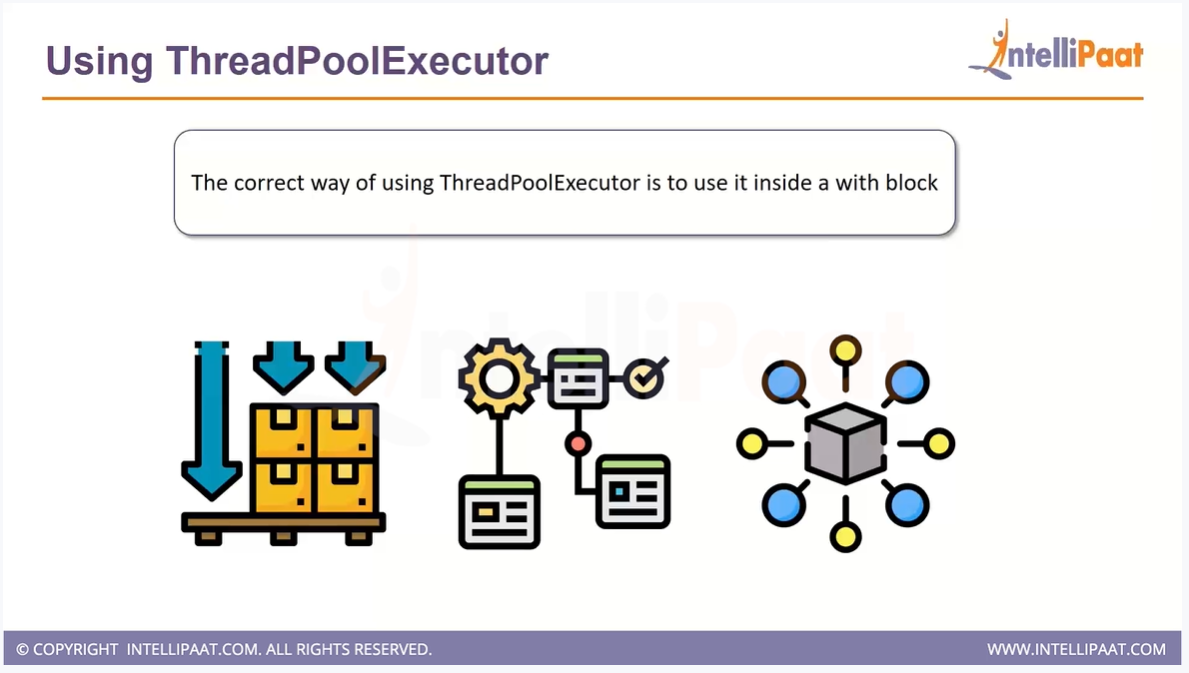 Using ThreadPoolExecutor
IntelliPaat
The correct way of using ThreadPoolExecutor is to use it inside a with block
IntelliPaat
© COPYRIGHT INTELLIPAAT.COM. ALL RIGHTS RESERVED.
WWW.INTELLIPAAT.COM